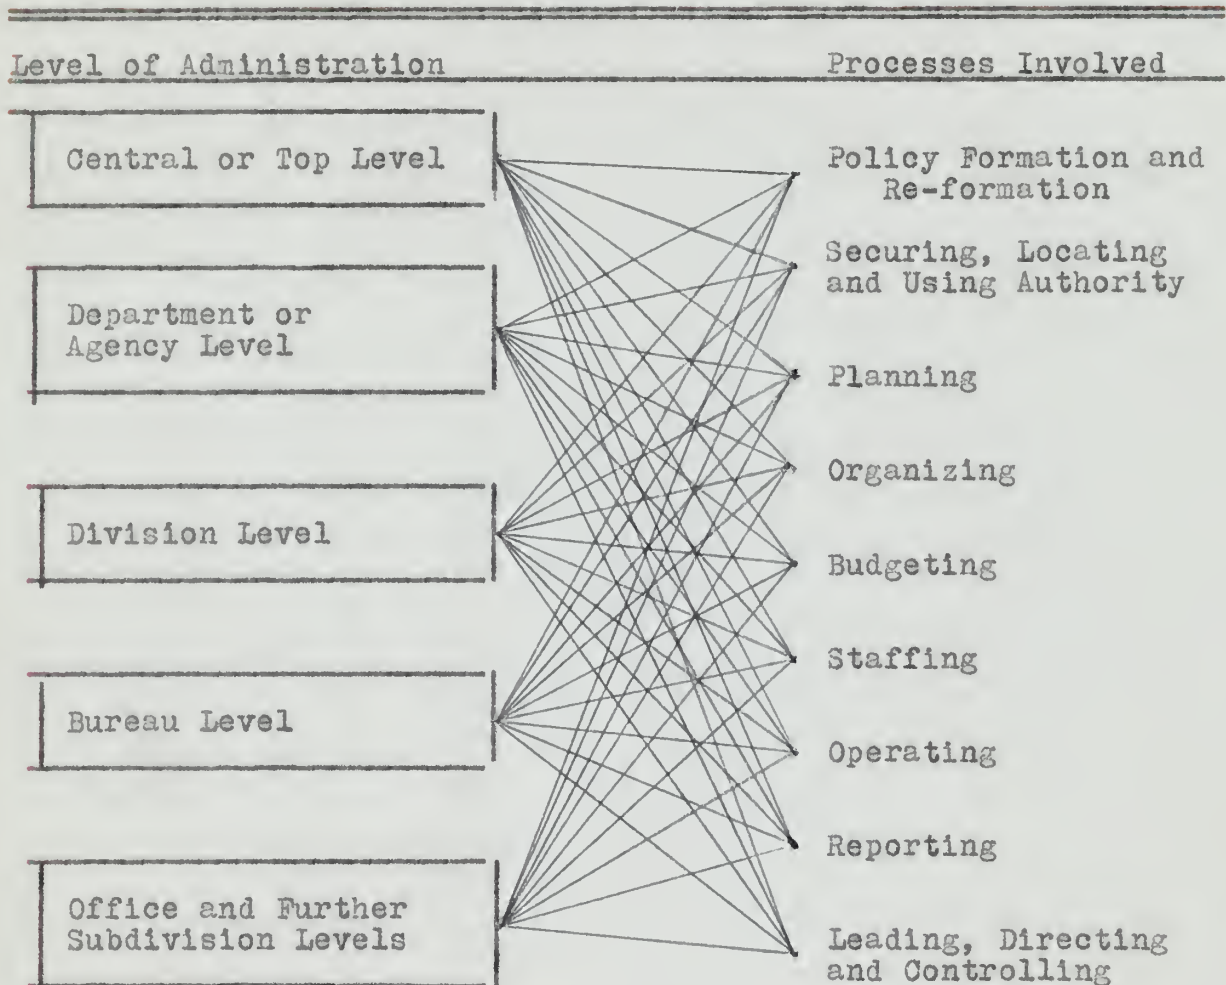 Level of Administration
Processes Involved
Central or Top Level
Department or
Agency Level
Division Level
Bureau Level
Office and Further
Subdivision Levels
Policy Formation and
Re-formation
Securing, Locating
and Using Authority
Planning
Organizing
Budgeting
Staffing
Operating
Reporting
Leading, Directing
and Controlling